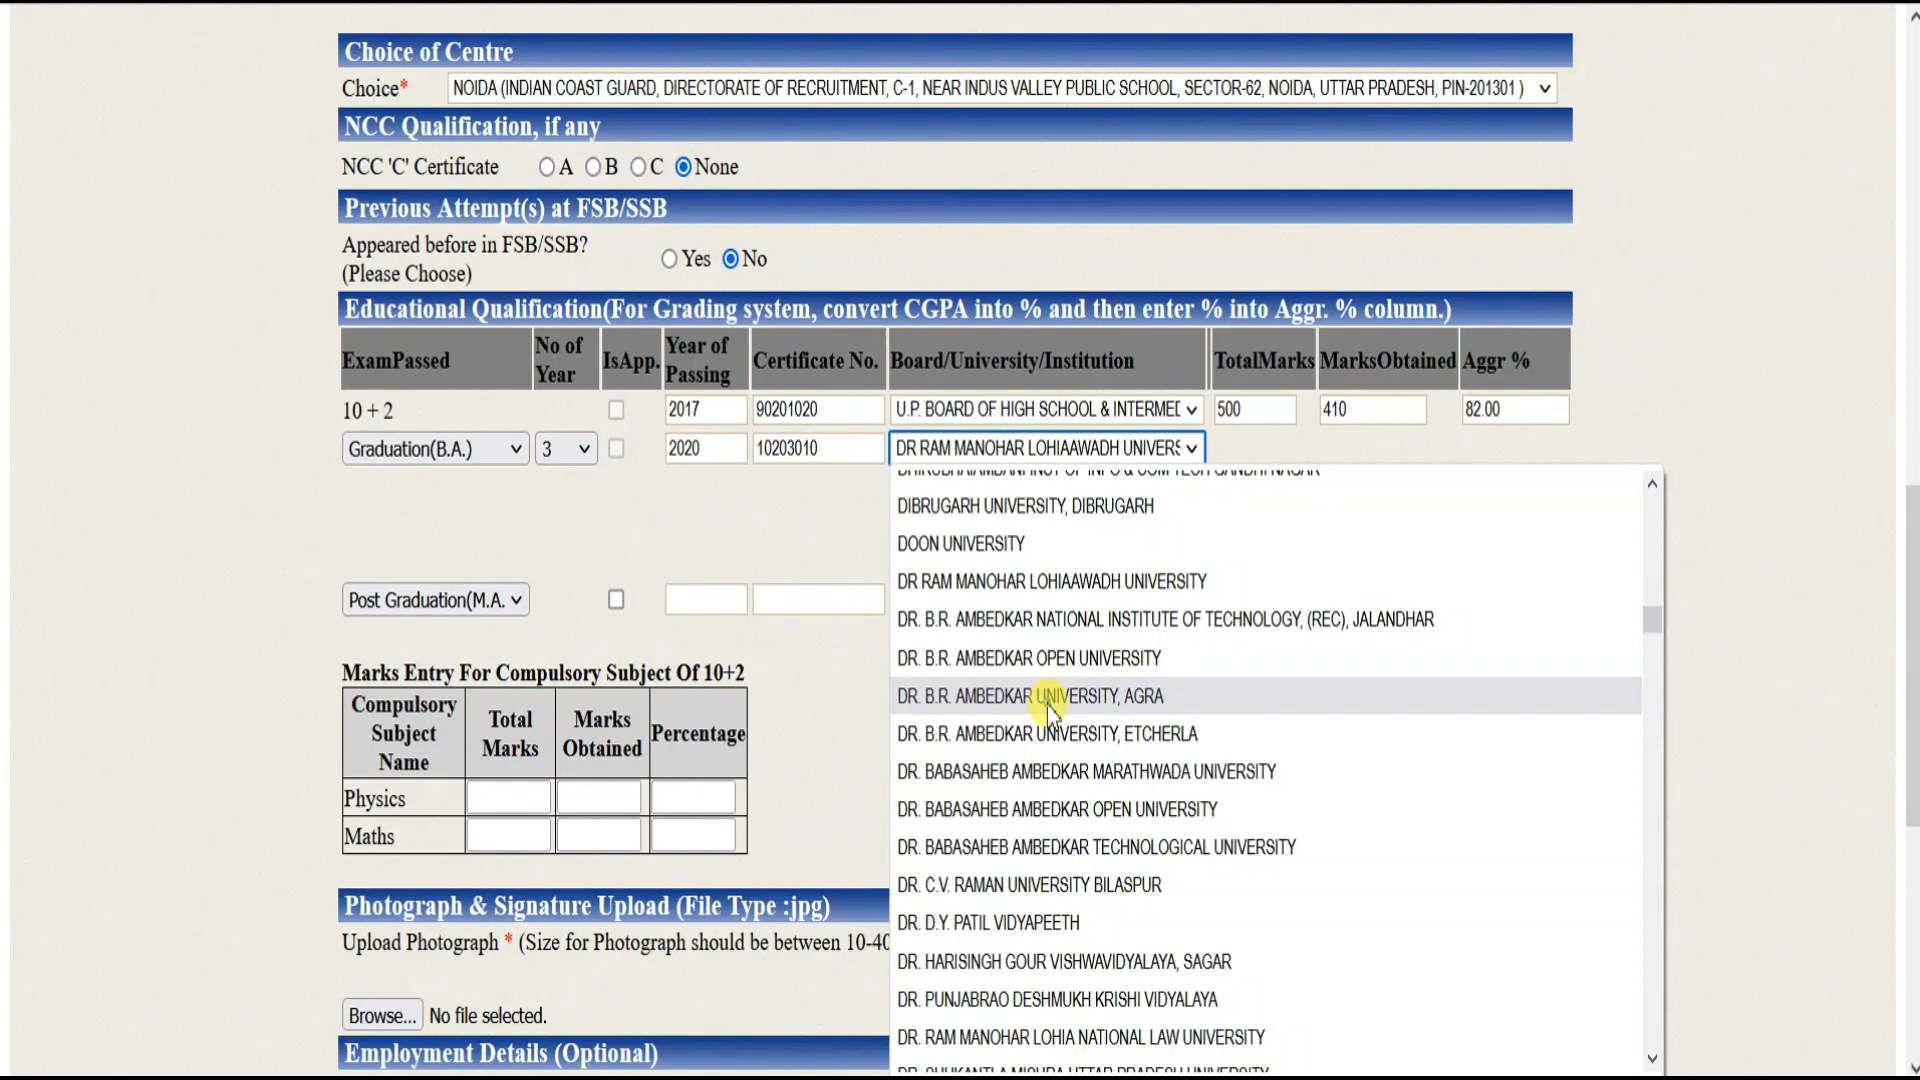 Choice of Centre
Choice* NOIDA (INDIAN COAST GUARD, DIRECTORATE OF RECRUITMENT, C-1, NEAR INDUS VALLEY PUBLIC SCHOOL, SECTOR-62, NOIDA, UTTAR PRADESH, PIN-201301 )
NCC Qualification, if any
NCC 'C' Certificate A B C None
Previous Attempt(s) at FSB/SSB
Appeared before in FSB/SSB?
(Please Choose) Yes No
Educational Qualification(For Grading system, convert CGPA into % and then enter % into Aggr. % column.)
ExamPassed No of Year IsApp. Year of Passing Certificate No. Board/University/Institution TotalMarks MarksObtained Aggr %
10 + 2 2017 90201020 U.P. BOARD OF HIGH SCHOOL & INTERMED 500 410 82.00
Graduation(B.A.) 3 2020 10203010 DR RAM MANOHAR LOHIAAWADH UNIVERS
DIBRUGARH UNIVERSITY, DIBRUGARH
DOON UNIVERSITY
DR RAM MANOHAR LOHIAAWADH UNIVERSITY
DR. B.R. AMBEDKAR NATIONAL INSTITUTE OF TECHNOLOGY, (REC), JALANDHAR
DR. B.R. AMBEDKAR OPEN UNIVERSITY
DR. B.R. AMBEDKAR UNIVERSITY, AGRA
DR. B.R. AMBEDKAR UNIVERSITY, ETCHERLA
DR. BABASAHEB AMBEDKAR MARATHWADA UNIVERSITY
DR. BABASAHEB AMBEDKAR OPEN UNIVERSITY
DR. BABASAHEB AMBEDKAR TECHNOLOGICAL UNIVERSITY
DR. C.V. RAMAN UNIVERSITY BILASPUR
DR. D.Y. PATIL VIDYAPEETH
DR. HARISINGH GOUR VISHWAVIDYALAYA, SAGAR
DR. PUNJABRAO DESHMUKH KRISHI VIDYALAYA
DR. RAM MANOHAR LOHIA NATIONAL LAW UNIVERSITY
Post Graduation(M.A.
Marks Entry For Compulsory Subject Of 10+2
Compulsory Subject Name Total Marks Marks Obtained Percentage
Physics
Maths
Photograph & Signature Upload (File Type :jpg)
Upload Photograph * (Size for Photograph should be between 10-40
Browse... No file selected.
Employment Details (Optional)